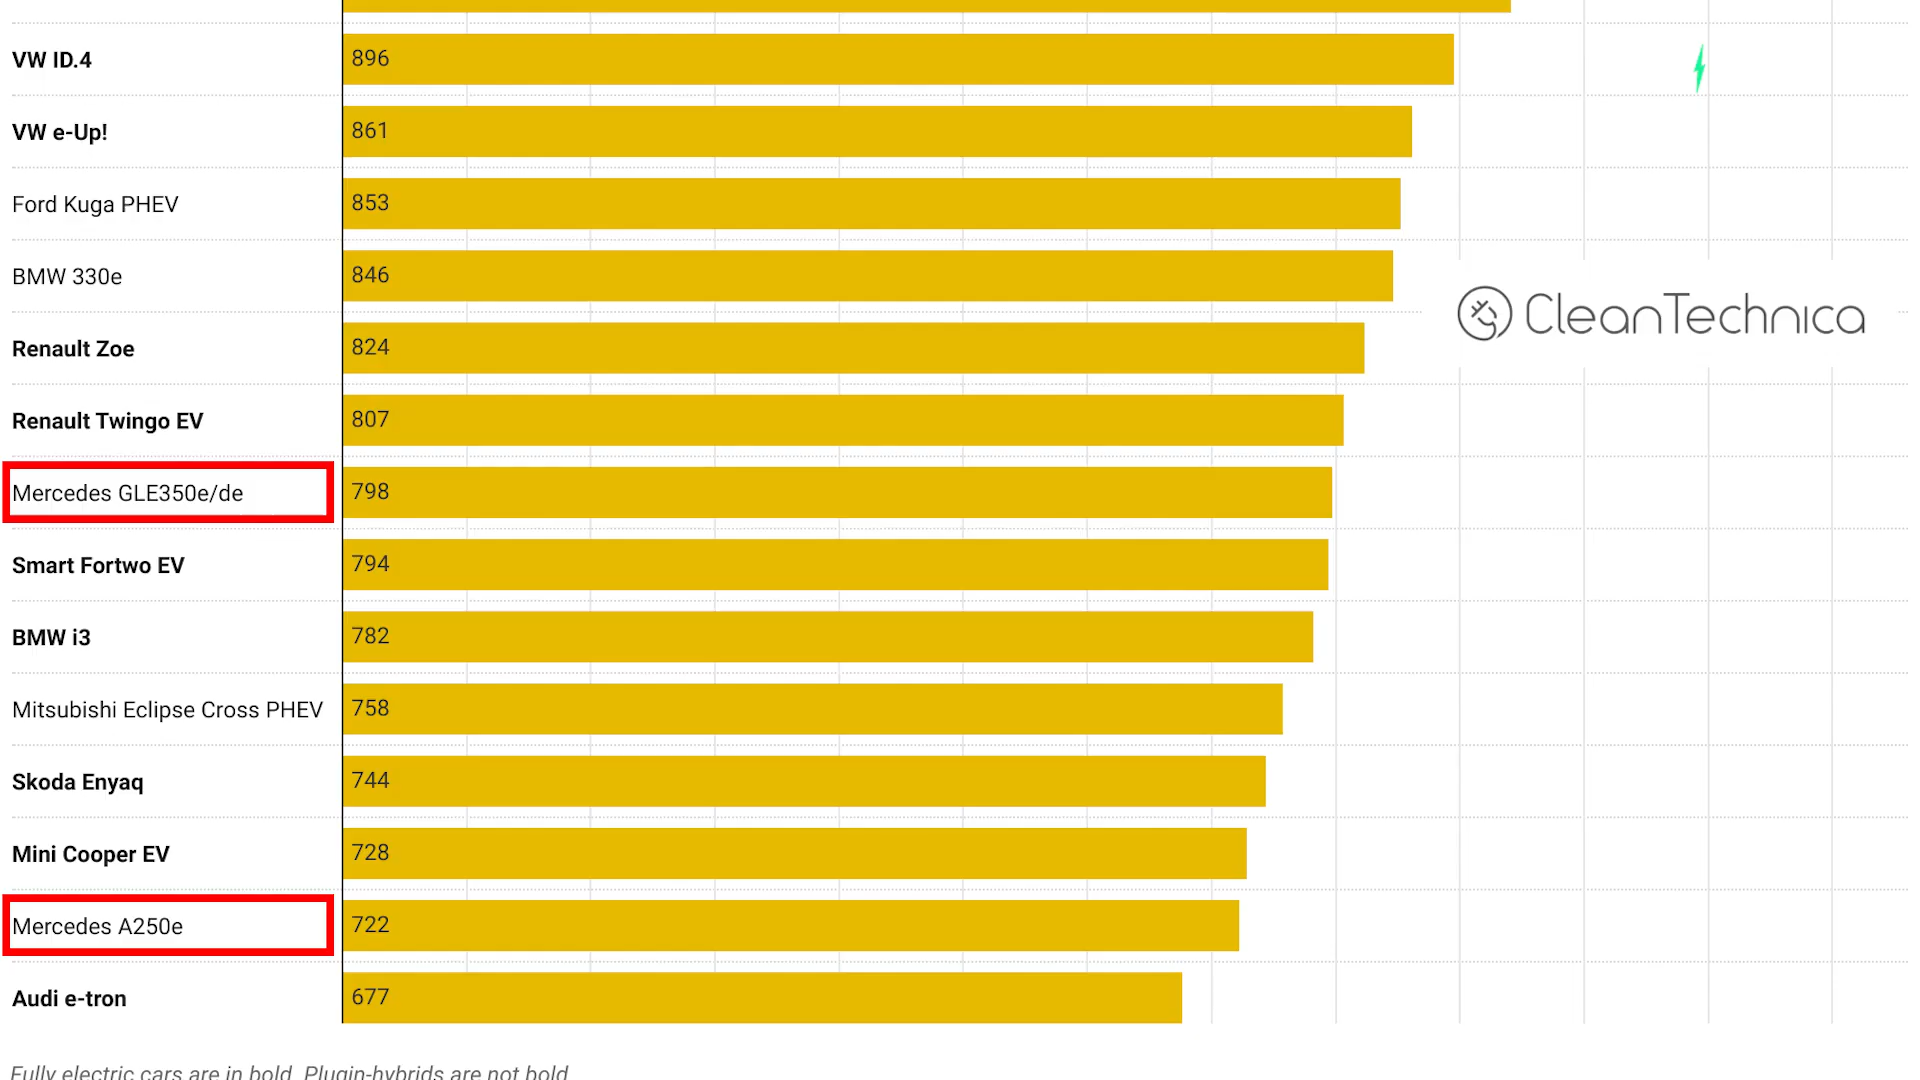 VW ID.4 896
VW e-Up! 861
Ford Kuga PHEV 853
BMW 330e 846
CleanTechnica
Renault Zoe 824
Renault Twingo EV 807
Mercedes GLE350e/de 798
Smart Fortwo EV 794
BMW i3 782
Mitsubishi Eclipse Cross PHEV 758
Skoda Enyaq 744
Mini Cooper EV 728
Mercedes A250e 722
Audi e-tron 677
Fully electric cars are in bold. Plugin-hybrids are not bold.